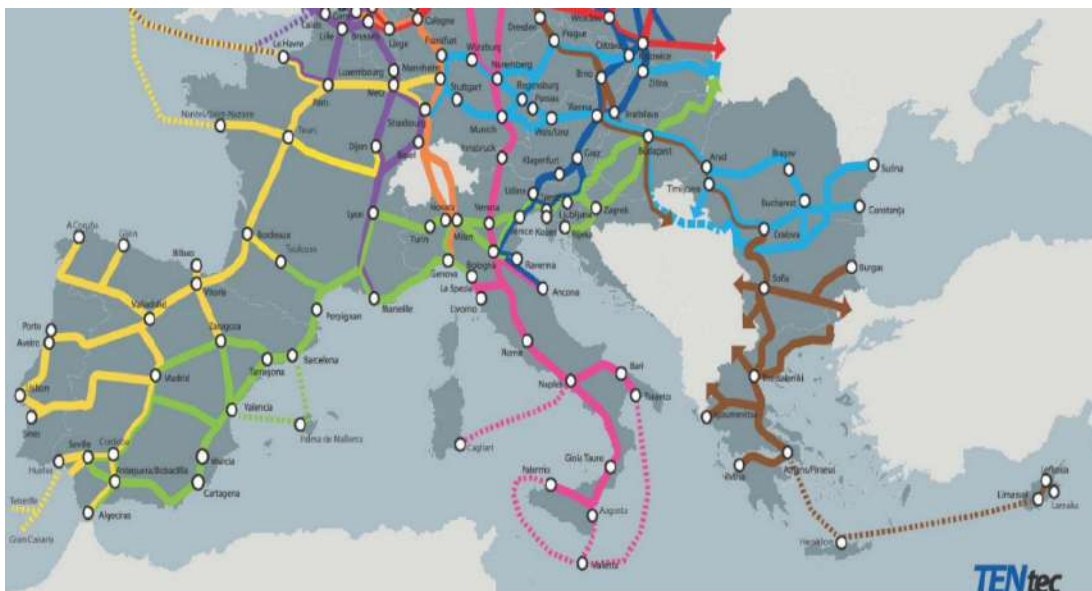 Cologne
Dresden
Wroclaw
Lille
Liège
Frankfurt
Prague
Le Havre
Würzburg
Ostrava
Katowice
Luxembourg
Mannheim
Nuremberg
Brno
Žilina
Paris
Metz
Stuttgart
Regensburg
Passau
Vienna
Bratislava
Nantes/Saint-Nazaire
Strasbourg
Munich
Wels/Linz
Tours
Dijon
Basel
Innsbruck
Graz
Budapest
Arad
Brasov
Sulina
Klagenfurt
Timişoara
Lyon
Novara
Verona
Udine
Bucharest
Constanța
A Coruña
Gijón
Bordeaux
Toulouse
Turin
Milan
Venice
Koper
Ljubljana
Zagreb
Rijeka
Craiova
Bilbao
Genova
Bologna
Ravenna
Burgas
Vitoria
La Spezia
Sofia
Marseille
Livorno
Ancona
Valladolid
Perpignan
Porto
Zaragoza
Aveiro
Rome
Barcelona
Madrid
Tarragona
Naples
Bari
Thessaloniki
Lisbon
Valencia
Taranto
Igoumenitsa
Sines
Palma de Mallorca
Cagliari
Seville
Cordoba
Murcia
Gioia Tauro
Huelva
Antequera/Bobadilla
Palermo
Patras
Athens/Piraeus
Lefkosia
Cartagena
Tenerife
Limassol
Larnaka
Algeciras
Augusta
Gran Canaria
Heraklion
TENtec